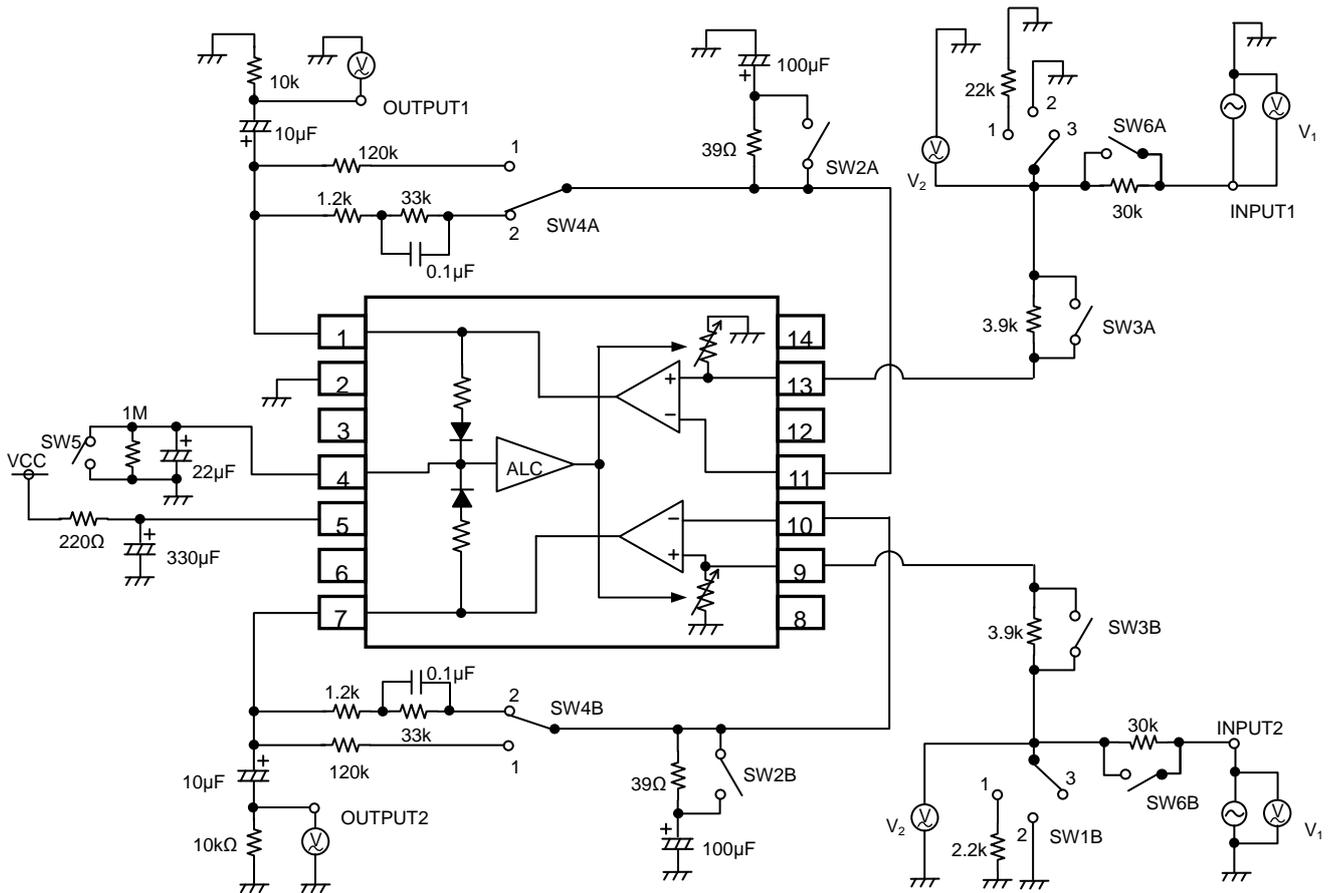 10k
OUTPUT1
+
10µF
120k
1
1.2k
33k
SW4A
2
0.1µF
V
+
100µF
39Ω
SW2A
22k
2
1
3
SW6A
V
V2
V
V1
30k
INPUT1
3.9k
SW3A
1
2
3
4
5
6
7
14
13
12
11
10
9
8
+
−
ALC
−
+
1M
SW5
+
22µF
VCC
220Ω
+
330µF
0.1µF
1.2k
2
SW4B
33k
120k
1
10µF
+
OUTPUT2
10kΩ
V
39Ω
SW2B
+
100µF
3.9k
SW3B
30k
INPUT2
1
3
SW6B
V2
V
2.2k
2
SW1B
V
V1